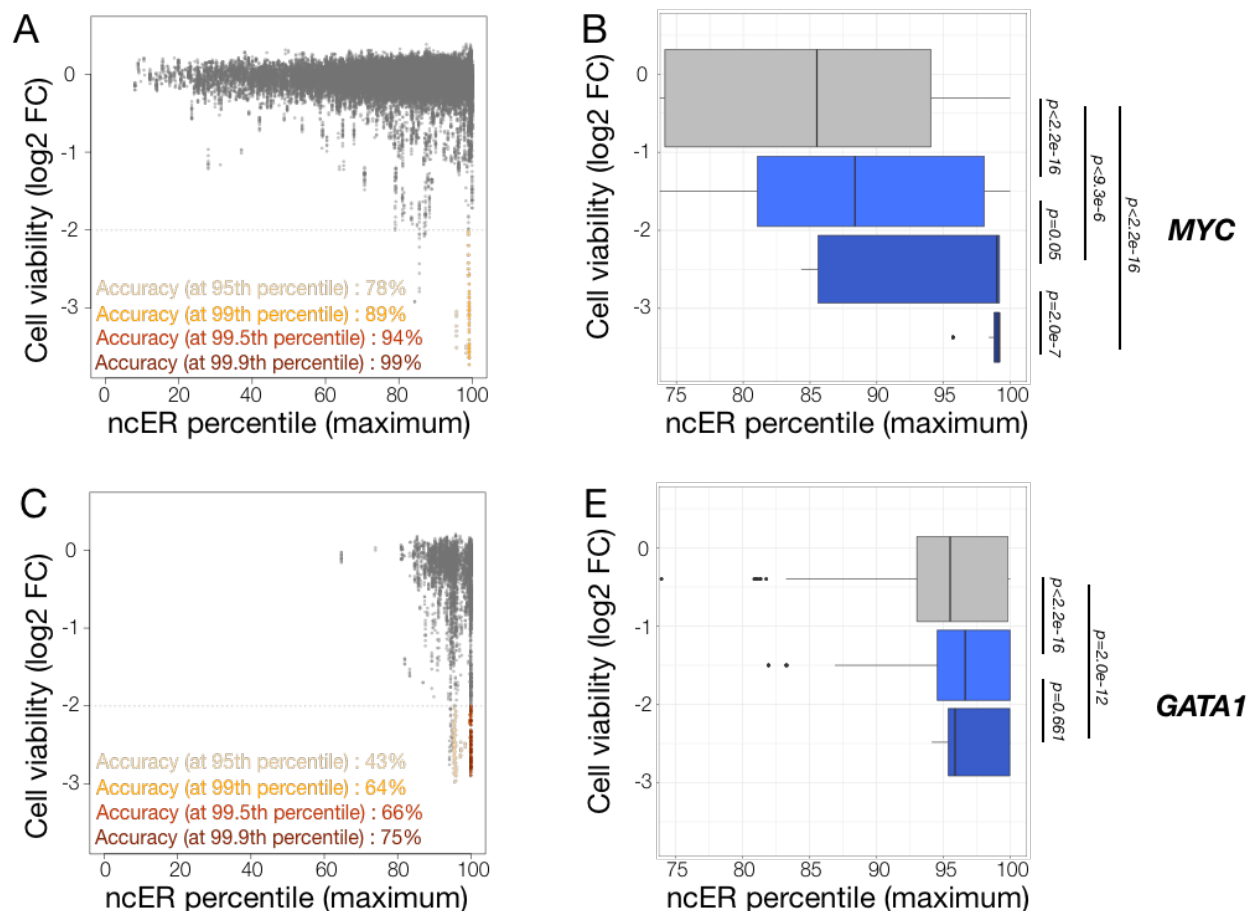 A
Cell viability (log2 FC)
0
-1
-2
-3
Accuracy (at 95th percentile) : 78%
Accuracy (at 99th percentile) : 89%
Accuracy (at 99.5th percentile) : 94%
Accuracy (at 99.9th percentile) : 99%
0 20 40 60 80 100
ncER percentile (maximum)
B
Cell viability (log2 FC)
0
-1
-2
-3
75 80 85 90 95 100
ncER percentile (maximum)
p<2.2e-16
p=0.05
p=2.0e-7
p<9.3e-6
p<2.2e-16
MYC
C
Cell viability (log2 FC)
0
-1
-2
-3
Accuracy (at 95th percentile) : 43%
Accuracy (at 99th percentile) : 64%
Accuracy (at 99.5th percentile) : 66%
Accuracy (at 99.9th percentile) : 75%
0 20 40 60 80 100
ncER percentile (maximum)
E
Cell viability (log2 FC)
0
-1
-2
-3
75 80 85 90 95 100
ncER percentile (maximum)
p<2.2e-16
p=0.661
p=2.0e-12
GATA1